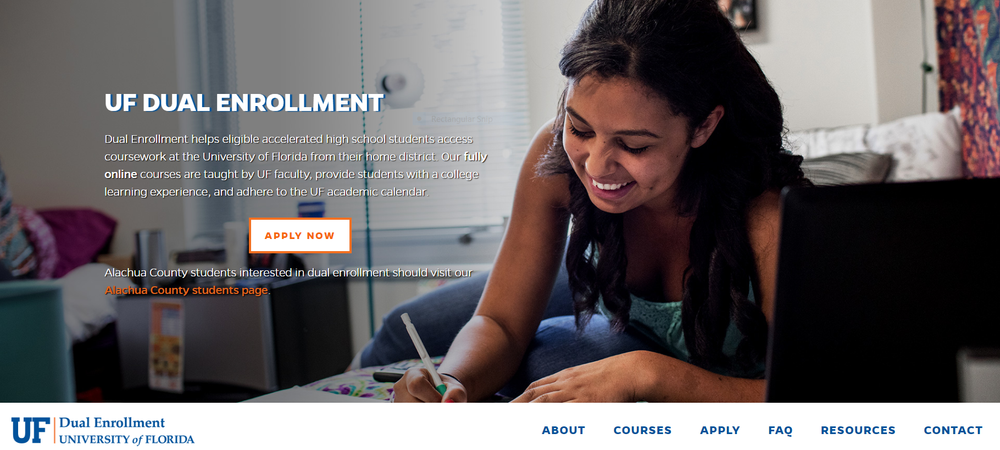 UF DUAL ENROLLMENT
Rectangular Snip
Dual Enrollment helps eligible accelerated high school students access
coursework at the University of Florida from their home district. Our fully
online courses are taught by UF faculty, provide students with a college
learning experience, and adhere to the UF academic calendar.
APPLY NOW
Alachua County students interested in dual enrollment should visit our
Alachua County students page.
UF Dual Enrollment
UNIVERSITY of FLORIDA
ABOUT COURSES APPLY FAQ RESOURCES CONTACT